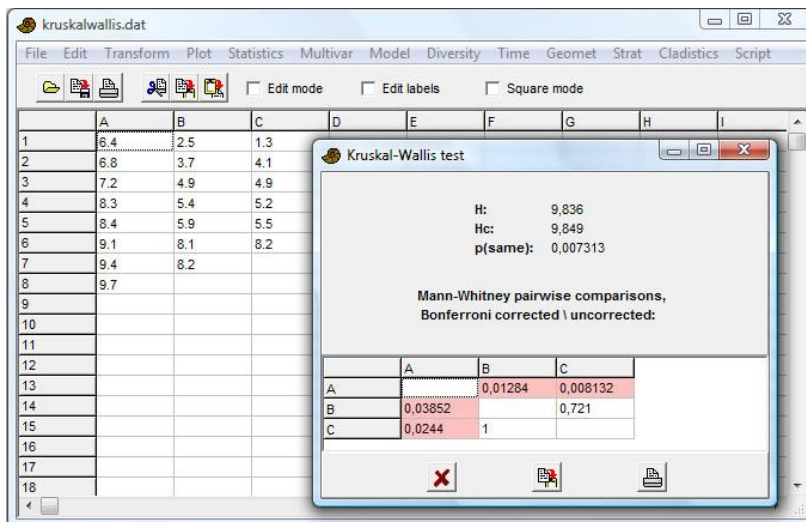 kruskalwallis.dat
File Edit Transform Plot Statistics Multivar Model Diversity Time Geomet Strat Cladistics Script
Edit mode Edit labels Square mode
A B C D E F G H I
1 6.4 2.5 1.3
2 6.8 3.7 4.1
3 7.2 4.9 4.9
4 8.3 5.4 5.2
5 8.4 5.9 5.5
6 9.1 8.1 8.2
7 9.4 8.2
8 9.7
9
10
11
12
13
14
15
16
17
18
Kruskal-Wallis test
H: 9,836
Hc: 9,849
p(same): 0,007313
Mann-Whitney pairwise comparisons,
Bonferroni corrected \ uncorrected:
A B C
A 0,01284 0,008132
B 0,03852 0,721
C 0,0244 1